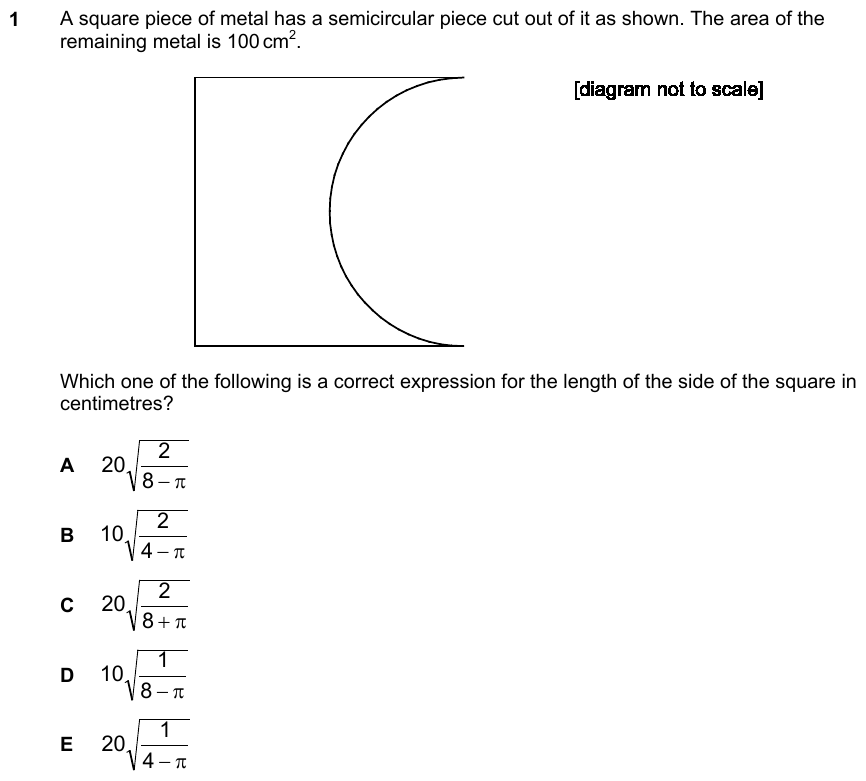 1 A square piece of metal has a semicircular piece cut out of it as shown. The area of the
remaining metal is 100 cm².
[diagram not to scale]
Which one of the following is a correct expression for the length of the side of the square in
centimetres?
A 20√(2/(8 − π))
B 10√(2/(4 − π))
C 20√(2/(8 + π))
D 10√(1/(8 − π))
E 20√(1/(4 − π))